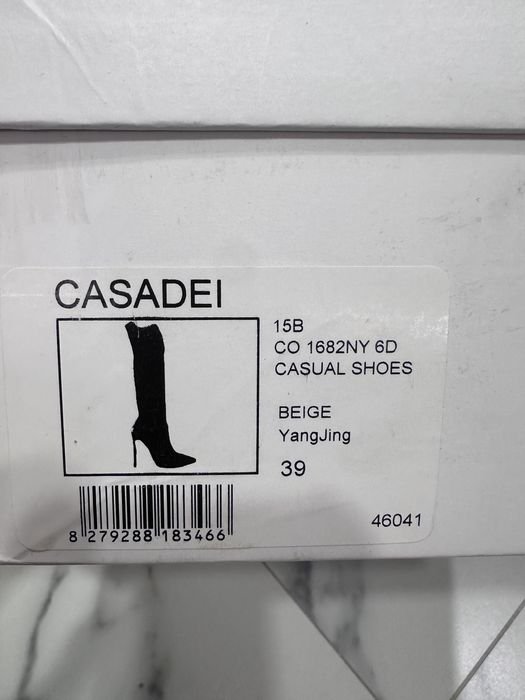 CASADEI
15B
CO 1682NY 6D
CASUAL SHOES
BEIGE
YangJing
39
8 279288 183466
46041